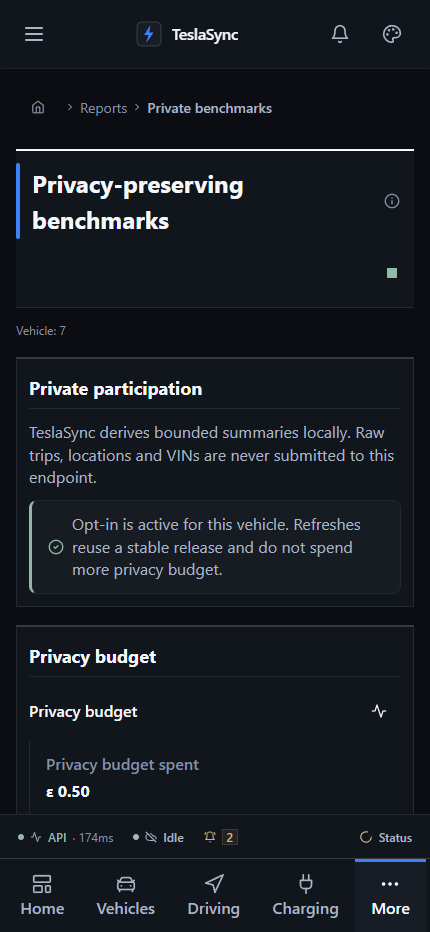 TeslaSync
Reports
Private benchmarks
Privacy-preserving
benchmarks
Vehicle: 7
Private participation
TeslaSync derives bounded summaries locally. Raw
trips, locations and VINs are never submitted to this
endpoint.
Opt-in is active for this vehicle. Refreshes
reuse a stable release and do not spend
more privacy budget.
Privacy budget
Privacy budget
Privacy budget spent
ε 0.50
API · 174ms
Idle
2
Status
Home
Vehicles
Driving
Charging
More